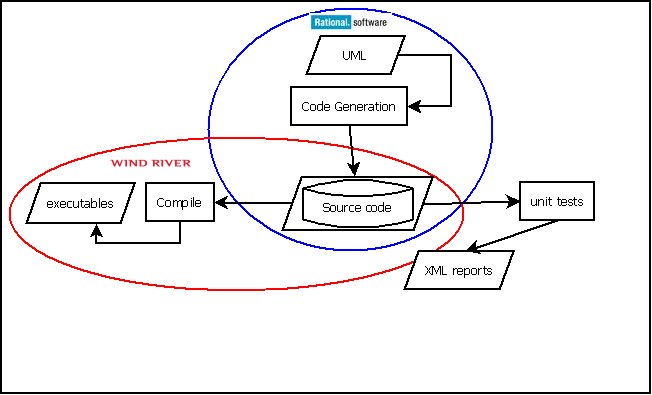 Rational. software
UML
Code Generation
WIND RIVER
executables
Compile
Source code
unit tests
XML reports